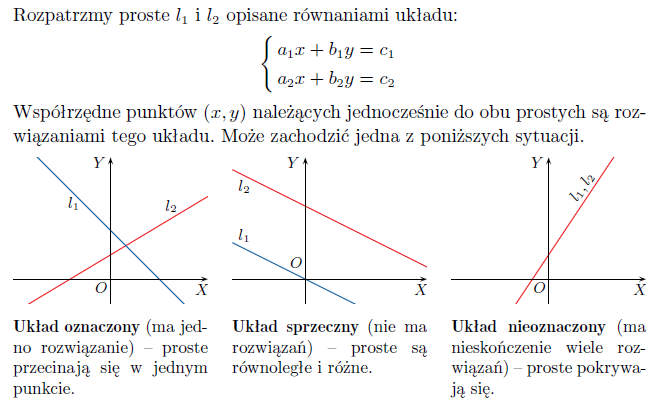 Rozpatrzmy proste l₁ i l₂ opisane równaniami układu:
a₁x + b₁y = c₁
a₂x + b₂y = c₂
Współrzędne punktów (x, y) należących jednocześnie do obu prostych są roz-
wiązaniami tego układu. Może zachodzić jedna z poniższych sytuacji.
Y
l₁
l₂
O
X
Y
l₂
l₁
O
X
Y
l₁, l₂
O
X
Układ oznaczony (ma jed-
no rozwiązanie) – proste
przecinają się w jednym
punkcie.
Układ sprzeczny (nie ma
rozwiązań) – proste są
równoległe i różne.
Układ nieoznaczony (ma
nieskończenie wiele roz-
wiązań) – proste pokrywa-
ją się.